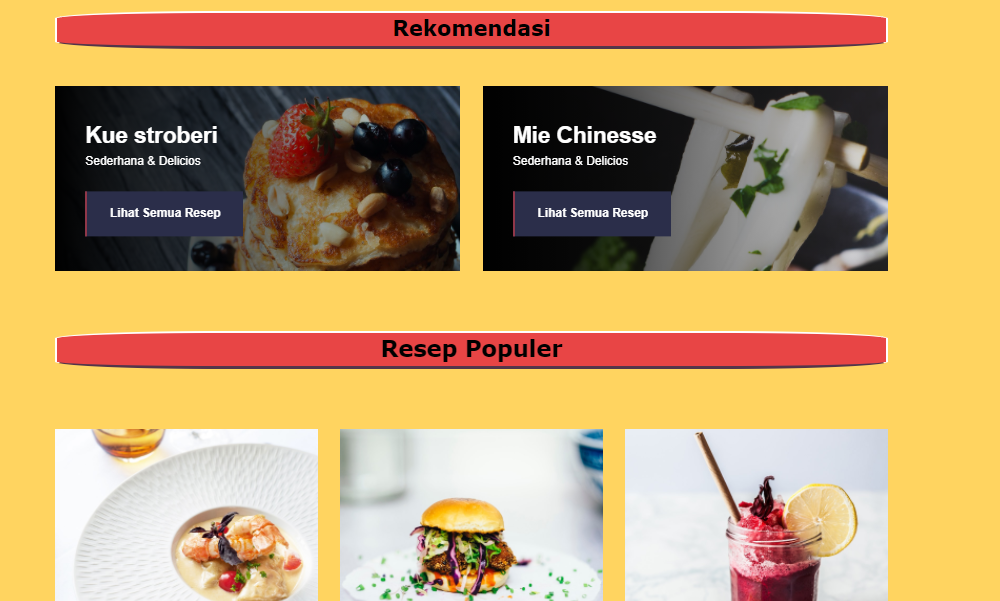 Rekomendasi
Kue stroberi
Sederhana & Delicios
Lihat Semua Resep
Mie Chinesse
Sederhana & Delicios
Lihat Semua Resep
Resep Populer